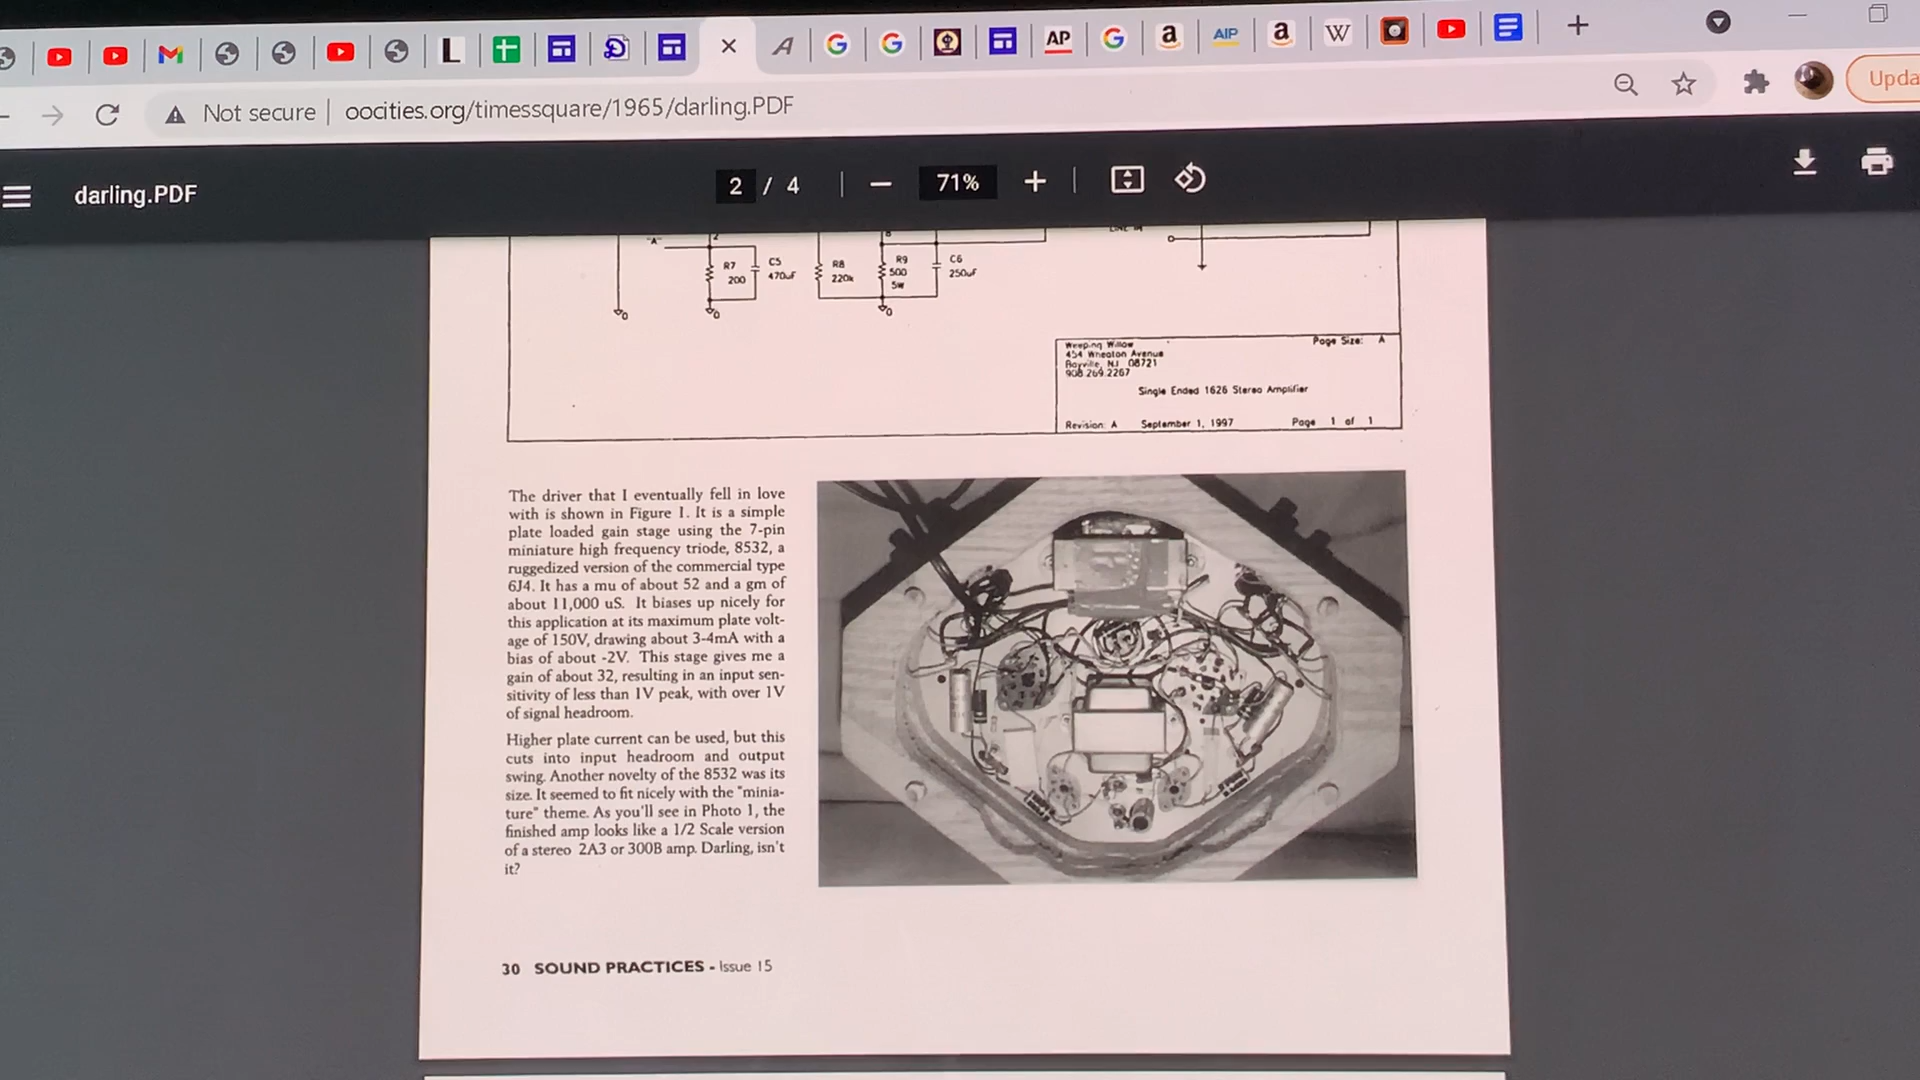 L
A
AP
a
AIP
a
W
Not secure
oocities.org/timessquare/1965/darling.PDF
Upda
darling.PDF
2 / 4
71%
"A"
2
8
R7
200
C5
470uF
R8
220k
R9
500
5W
C6
250uF
0
0
0
Weeping Willow
Page Size: A
454 Wheaton Avenue
Bayville, NJ 08721
908.269.2267
Single Ended 1626 Stereo Amplifier
Revision: A September 1, 1997 Page 1 of 1
The driver that I eventually fell in love
with is shown in Figure 1. It is a simple
plate loaded gain stage using the 7-pin
miniature high frequency triode, 8532, a
ruggedized version of the commercial type
6J4. It has a mu of about 52 and a gm of
about 11,000 uS. It biases up nicely for
this application at its maximum plate volt-
age of 150V, drawing about 3-4mA with a
bias of about -2V. This stage gives me a
gain of about 32, resulting in an input sen-
sitivity of less than 1V peak, with over 1V
of signal headroom.
Higher plate current can be used, but this
cuts into input headroom and output
swing. Another novelty of the 8532 was its
size. It seemed to fit nicely with the "minia-
ture" theme. As you'll see in Photo 1, the
finished amp looks like a 1/2 Scale version
of a stereo 2A3 or 300B amp. Darling, isn't
it?
30 SOUND PRACTICES - Issue 15